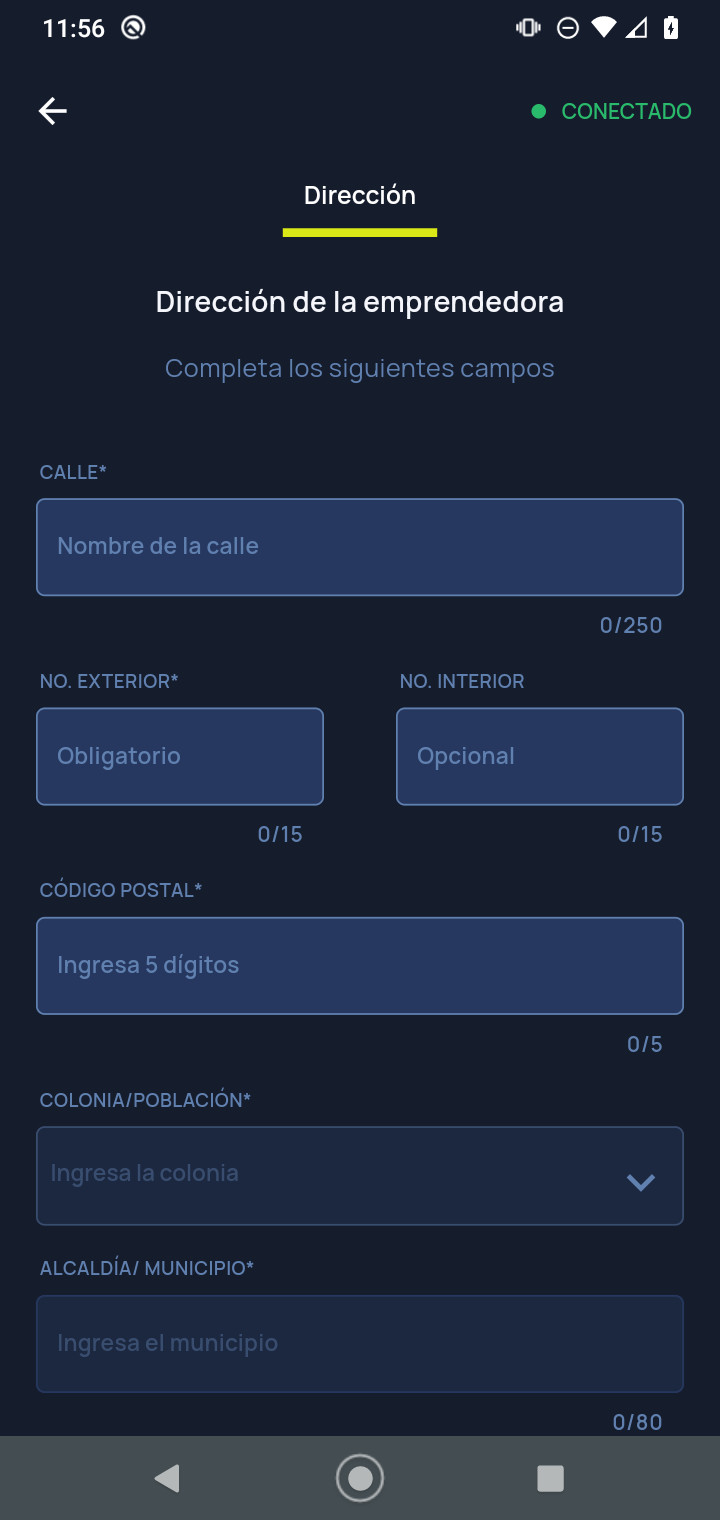 11:56
CONECTADO
Dirección
Dirección de la emprendedora
Completa los siguientes campos
CALLE*
Nombre de la calle
0/250
NO. EXTERIOR*
NO. INTERIOR
Obligatorio
Opcional
0/15
0/15
CÓDIGO POSTAL*
Ingresa 5 dígitos
0/5
COLONIA/POBLACIÓN*
Ingresa la colonia
ALCALDÍA/ MUNICIPIO*
Ingresa el municipio
0/80